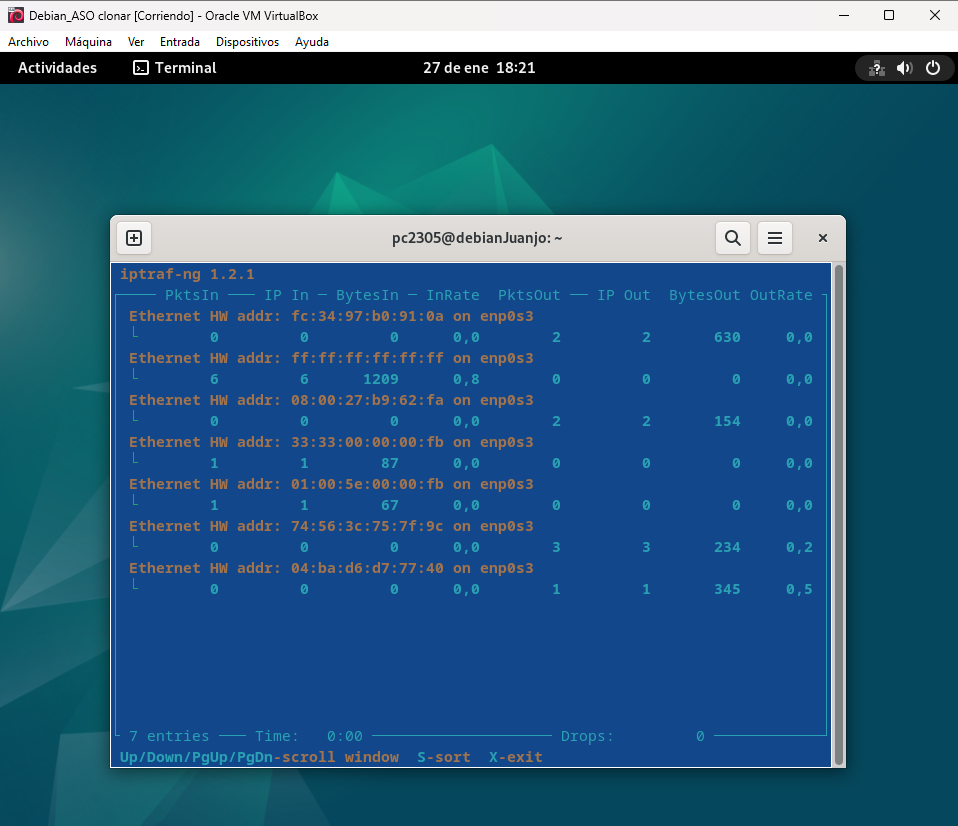 Debian_ASO clonar [Corriendo] - Oracle VM VirtualBox
Archivo Máquina Ver Entrada Dispositivos Ayuda
Actividades Terminal 27 de ene 18:21
pc2305@debianJuanjo: ~
iptraf-ng 1.2.1
PktsIn IP In BytesIn InRate PktsOut IP Out BytesOut OutRate
Ethernet HW addr: fc:34:97:b0:91:0a on enp0s3
0 0 0 0,0 2 2 630 0,0
Ethernet HW addr: ff:ff:ff:ff:ff:ff on enp0s3
6 6 1209 0,8 0 0 0 0,0
Ethernet HW addr: 08:00:27:b9:62:fa on enp0s3
0 0 0 0,0 2 2 154 0,0
Ethernet HW addr: 33:33:00:00:00:fb on enp0s3
1 1 87 0,0 0 0 0 0,0
Ethernet HW addr: 01:00:5e:00:00:fb on enp0s3
1 1 67 0,0 0 0 0 0,0
Ethernet HW addr: 74:56:3c:75:7f:9c on enp0s3
0 0 0 0,0 3 3 234 0,2
Ethernet HW addr: 04:ba:d6:d7:77:40 on enp0s3
0 0 0 0,0 1 1 345 0,5
7 entries Time: 0:00 Drops: 0
Up/Down/PgUp/PgDn-scroll window S-sort X-exit